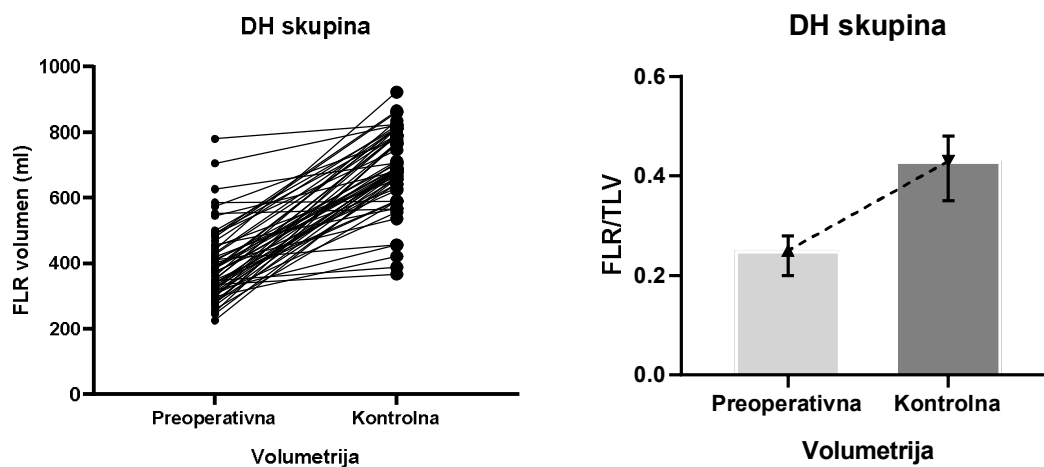 DH skupina
FLR volumen (ml)
1000
800
600
400
200
0
Preoperativna Kontrolna
Volumetrija
DH skupina
FLR/TLV
0.6
0.4
0.2
0.0
Preoperativna Kontrolna
Volumetrija